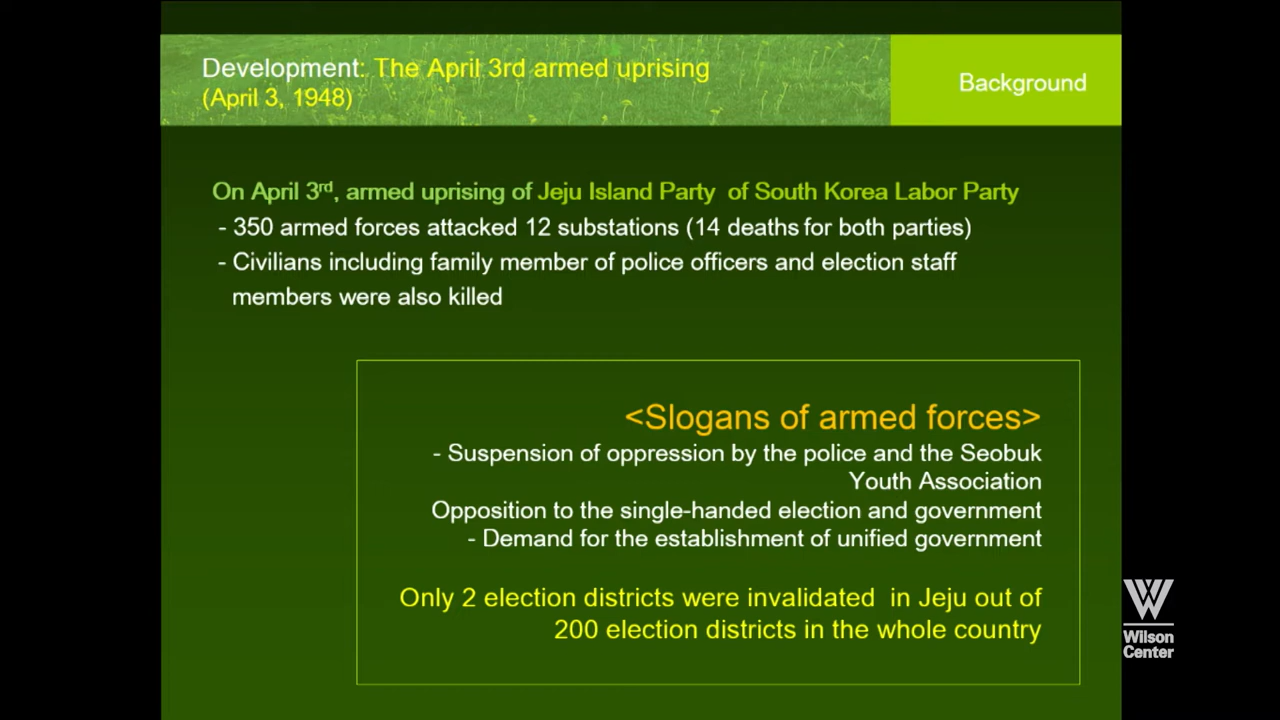 Development: The April 3rd armed uprising
(April 3, 1948)
Background
On April 3rd, armed uprising of Jeju Island Party of South Korea Labor Party
- 350 armed forces attacked 12 substations (14 deaths for both parties)
- Civilians including family member of police officers and election staff
members were also killed
<Slogans of armed forces>
- Suspension of oppression by the police and the Seobuk
Youth Association
Opposition to the single-handed election and government
- Demand for the establishment of unified government
Only 2 election districts were invalidated in Jeju out of
200 election districts in the whole country
Wilson
Center